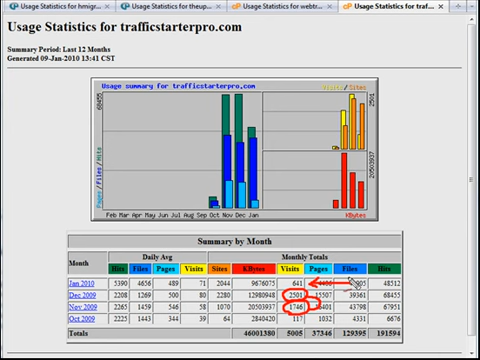 Usage Statistics for hmigr...
Usage Statistics for theup...
Usage Statistics for webtr...
Usage Statistics for traf...
Usage Statistics for trafficstarterpro.com
Summary Period: Last 12 Months
Generated 09-Jan-2010 13:41 CST
Usage summary for trafficstarterpro.com
Visits / Sites
68455
2501
Pages / Files / Hits
20503937
Feb Mar Apr May Jun Jul Aug Sep Oct Nov Dec Jan
KBytes
Summary by Month
Month Daily Avg Monthly Totals
Hits Files Pages Visits Sites KBytes Visits Pages Files Hits
Jan 2010 5390 4656 489 71 2044 9676075 641 48512
Dec 2009 2208 1269 500 80 2280 12980948 2501 15507 39361 68455
Nov 2009 2265 1459 546 58 1070 20503937 1746 43798 67951
Oct 2009 2225 1443 344 39 64 2840420 117 1032 4331 6676
Totals 46001380 5005 37346 129395 191594